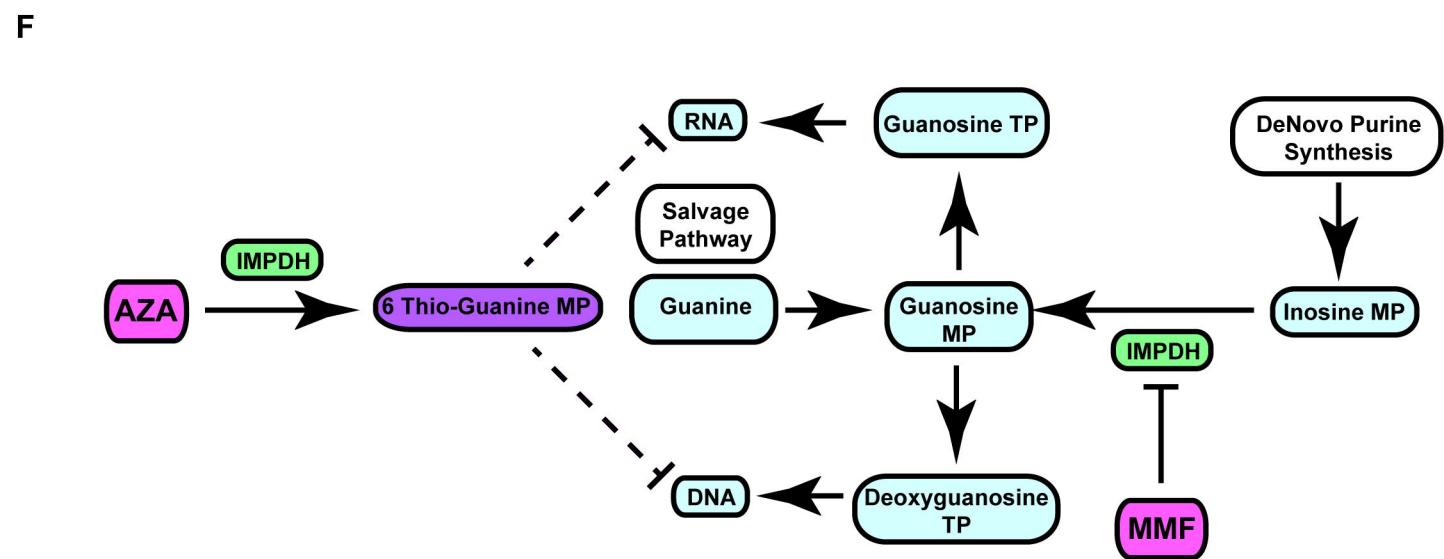 F
RNA
Guanosine TP
DeNovo Purine
Synthesis
Salvage
Pathway
IMPDH
AZA
6 Thio-Guanine MP
Guanine
Guanosine
MP
Inosine MP
IMPDH
DNA
Deoxyguanosine
TP
MMF